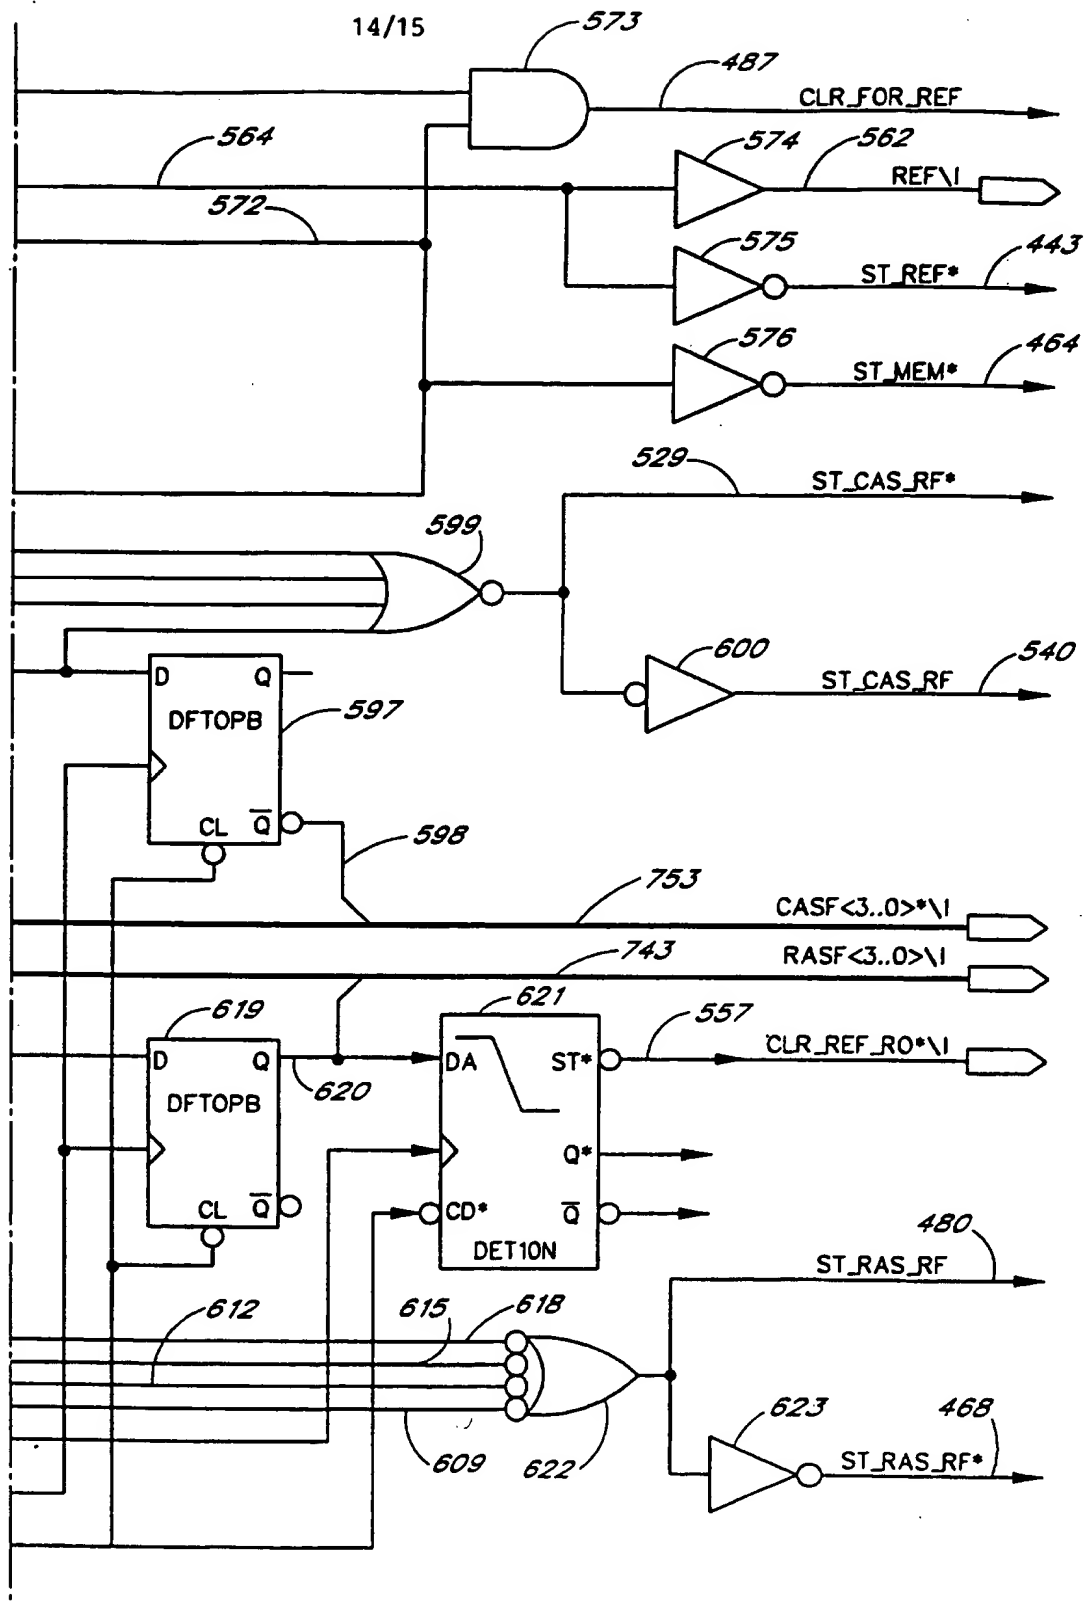 14/15
573
487
CLR_FOR_REF
564
574
562
REF\I
572
575
443
ST_REF*
576
464
ST_MEM*
529
ST_CAS_RF*
599
600
540
ST_CAS_RF
D Q
DFTOPB
597
CL Q
598
753
CASF<3..0>*\I
743
RASF<3..0>\I
619
621
557
D Q
620
DA ST*
CLR_REF_RQ*\I
DFTOPB
Q*
CL Q
CD* Q
DET10N
480
ST_RAS_RF
612
615
618
609
622
623
468
ST_RAS_RF*